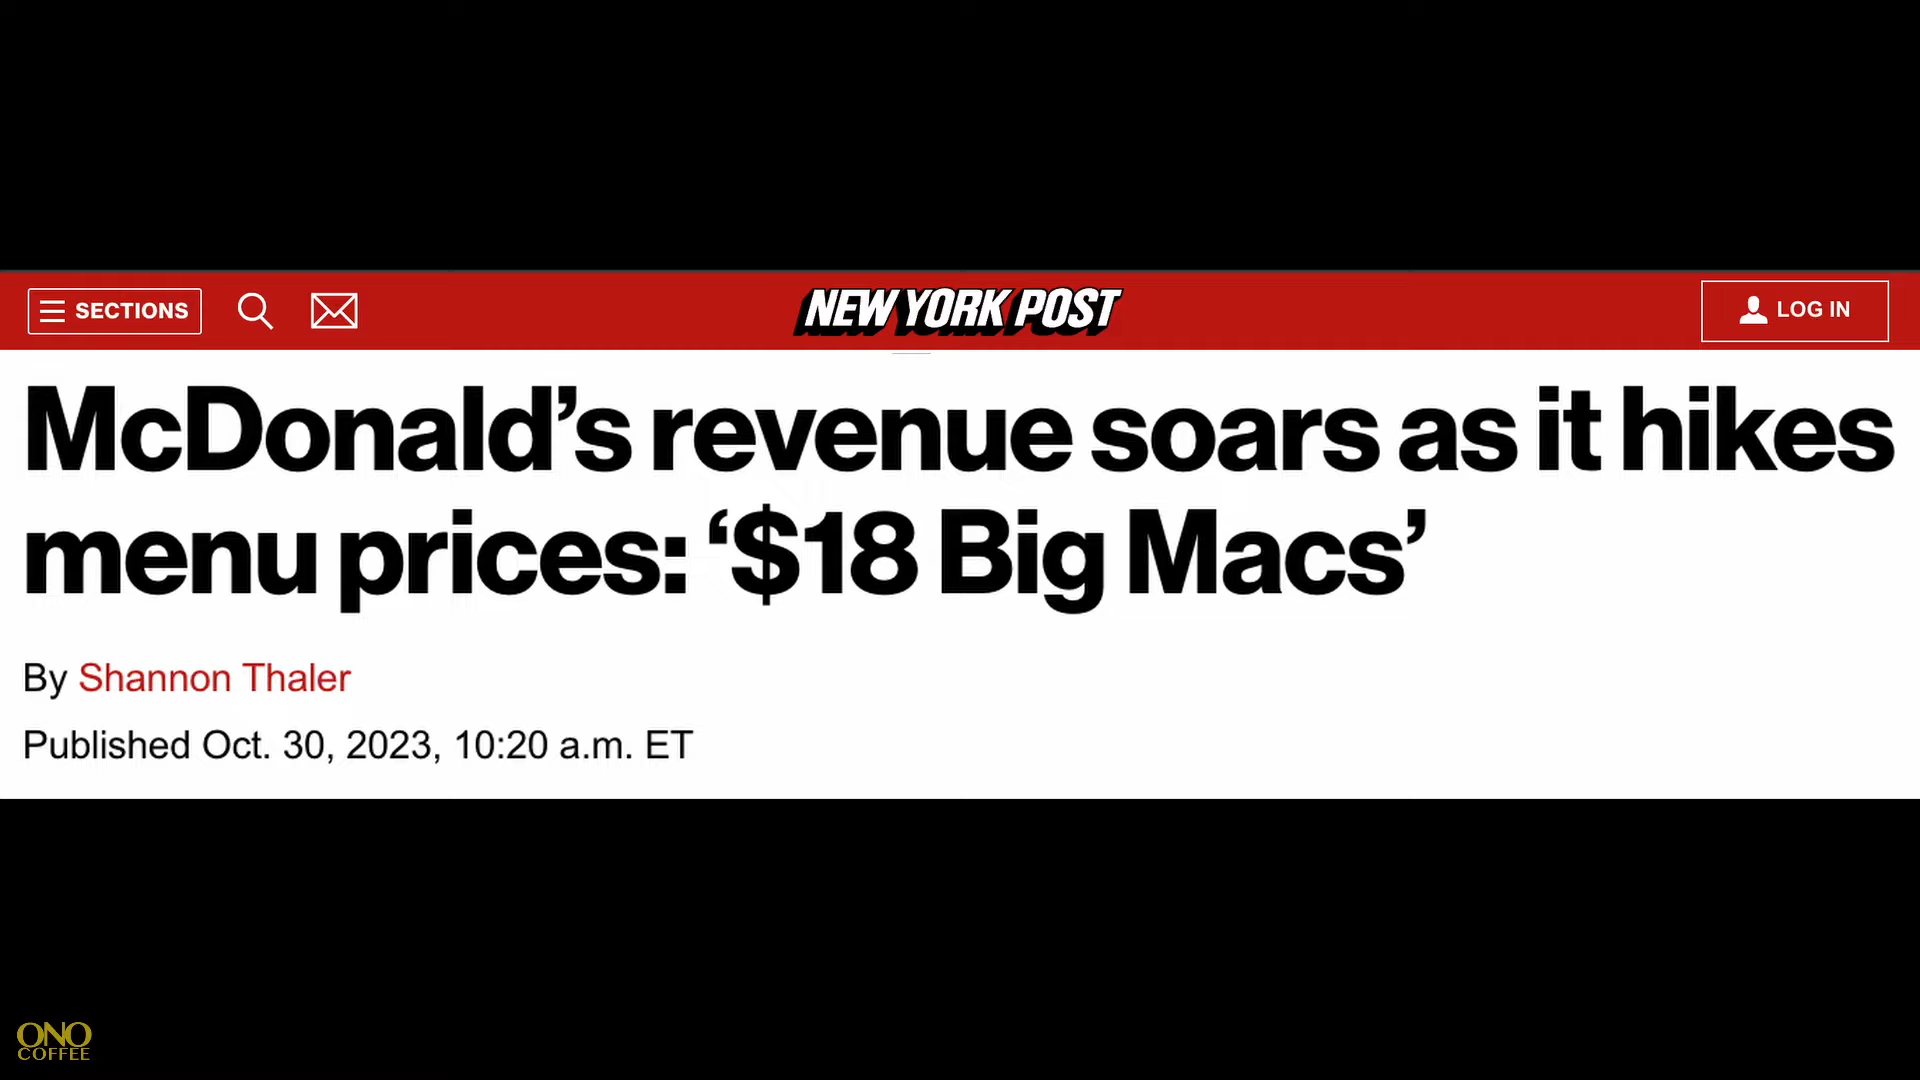 SECTIONS
NEW YORK POST
LOG IN
McDonald’s revenue soars as it hikes
menu prices: ‘$18 Big Macs’
By Shannon Thaler
Published Oct. 30, 2023, 10:20 a.m. ET
ONO
COFFEE